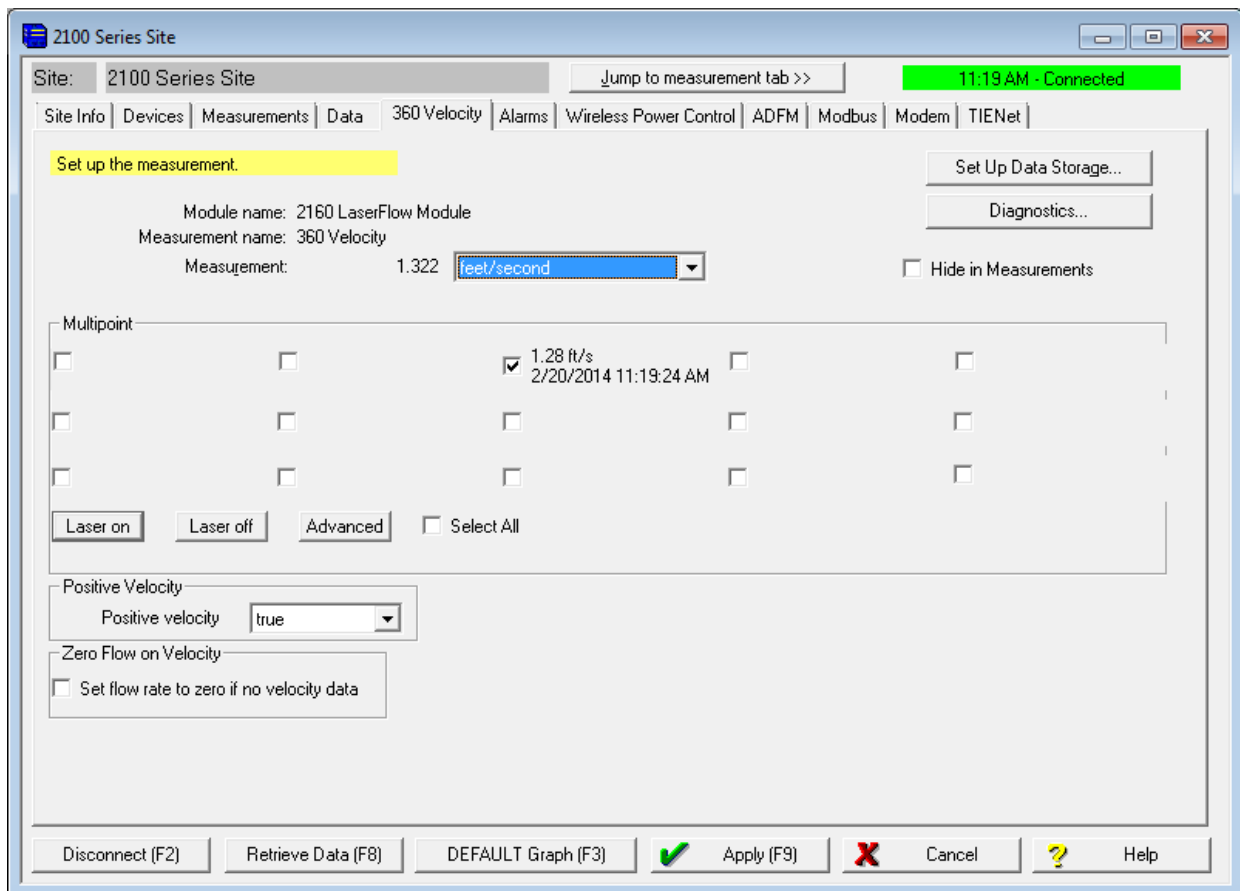 2100 Series Site
Site: 2100 Series Site Jump to measurement tab >> 11:19 AM - Connected
Site Info Devices Measurements Data 360 Velocity Alarms Wireless Power Control ADFM Modbus Modem TIENet
Set up the measurement.
Set Up Data Storage...
Module name: 2160 LaserFlow Module
Diagnostics...
Measurement name: 360 Velocity
Measurement: 1.322 feet/second
Hide in Measurements
Multipoint
1.28 ft/s
2/20/2014 11:19:24 AM
Laser on Laser off Advanced Select All
Positive Velocity
Positive velocity true
Zero Flow on Velocity
Set flow rate to zero if no velocity data
Disconnect (F2) Retrieve Data (F8) DEFAULT Graph (F3) Apply (F9) Cancel Help